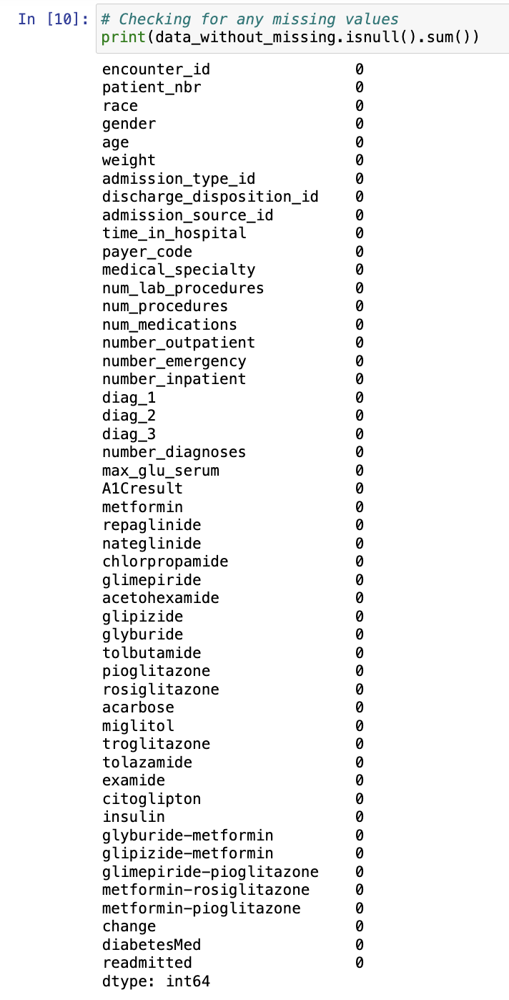 In [10]: # Checking for any missing values
print(data_without_missing.isnull().sum())
encounter_id 0
patient_nbr 0
race 0
gender 0
age 0
weight 0
admission_type_id 0
discharge_disposition_id 0
admission_source_id 0
time_in_hospital 0
payer_code 0
medical_specialty 0
num_lab_procedures 0
num_procedures 0
num_medications 0
number_outpatient 0
number_emergency 0
number_inpatient 0
diag_1 0
diag_2 0
diag_3 0
number_diagnoses 0
max_glu_serum 0
A1Cresult 0
metformin 0
repaglinide 0
nateglinide 0
chlorpropamide 0
glimepiride 0
acetohexamide 0
glipizide 0
glyburide 0
tolbutamide 0
pioglitazone 0
rosiglitazone 0
acarbose 0
miglitol 0
troglitazone 0
tolazamide 0
examide 0
citoglipton 0
insulin 0
glyburide-metformin 0
glipizide-metformin 0
glimepiride-pioglitazone 0
metformin-rosiglitazone 0
metformin-pioglitazone 0
change 0
diabetesMed 0
readmitted 0
dtype: int64